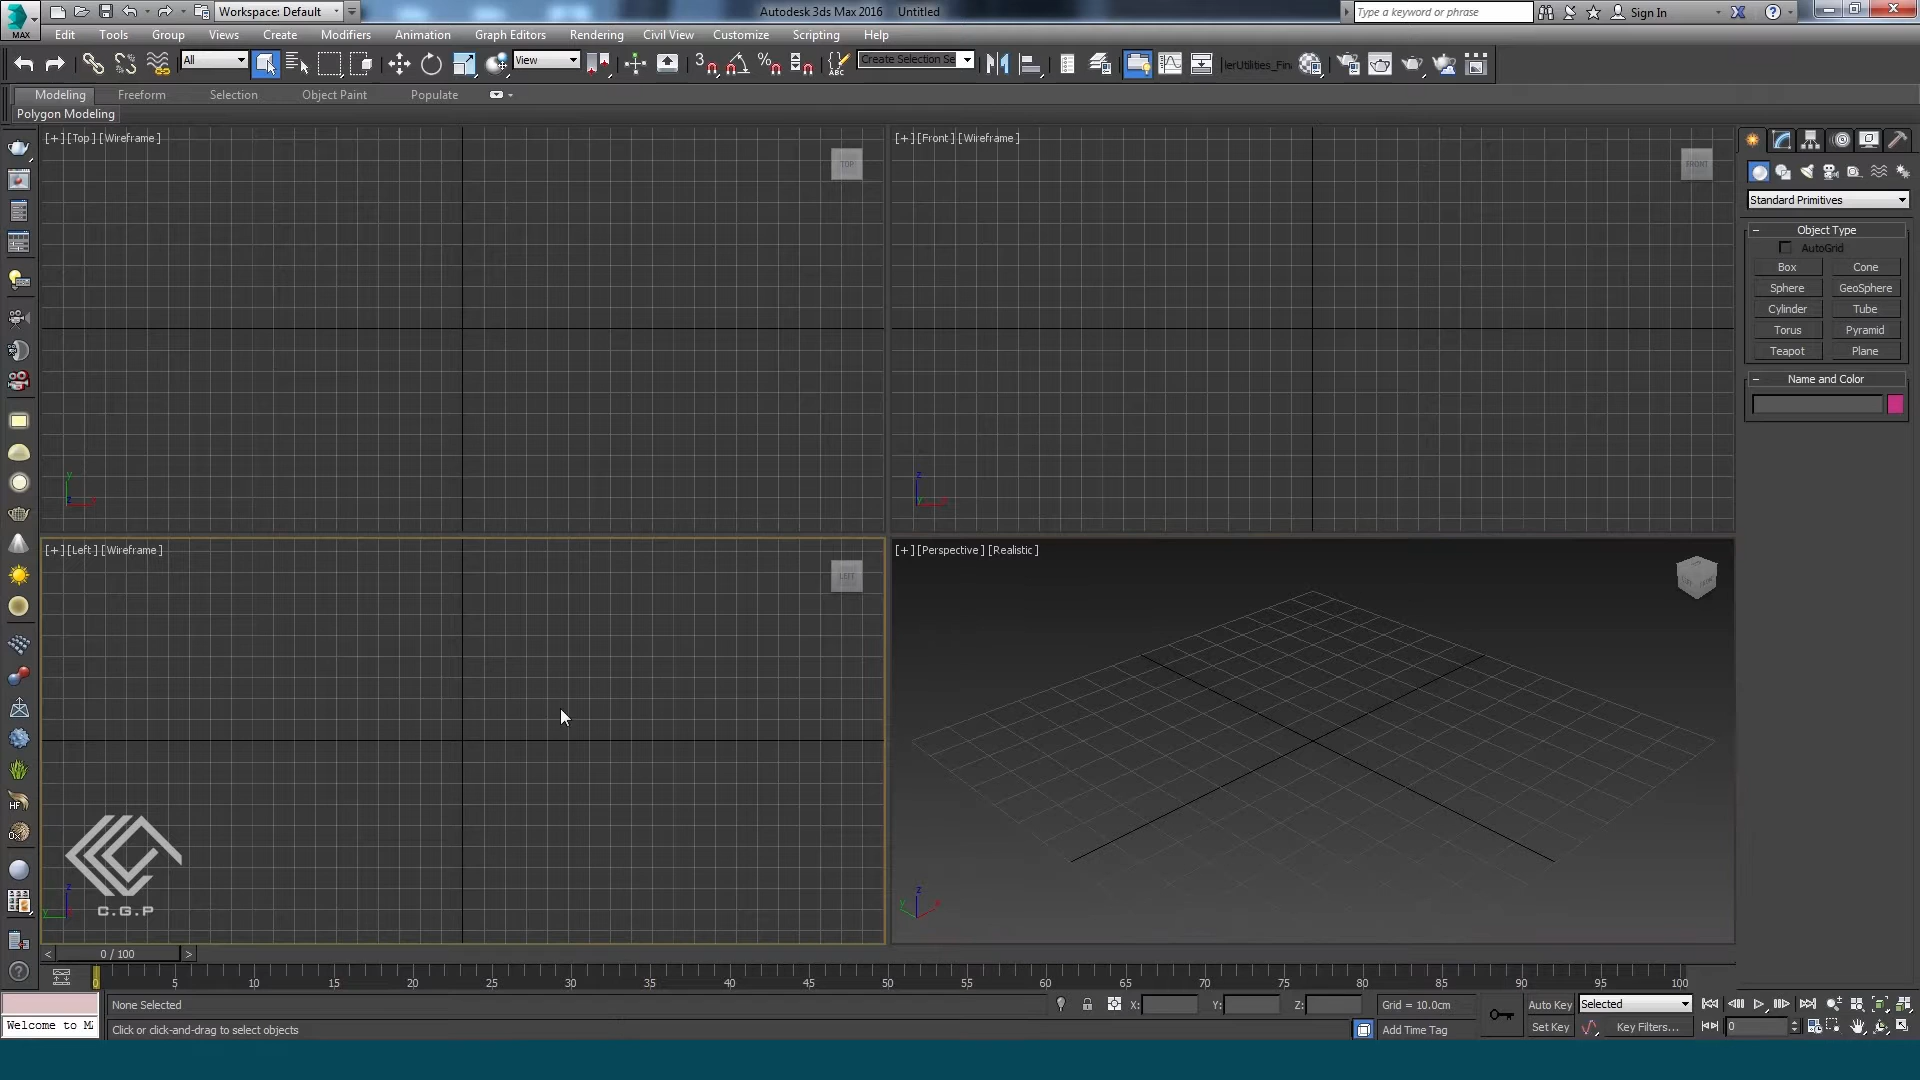 MAX
Workspace: Default
Autodesk 3ds Max 2016 Untitled
Type a keyword or phrase
Sign In
Edit Tools Group Views Create Modifiers Animation Graph Editors Rendering Civil View Customize Scripting Help
All
View
3
ABC
Create Selection Se
lerUtilities_Fin
Modeling Freeform Selection Object Paint Populate
Polygon Modeling
[+][Top][Wireframe]
TOP
[+][Front][Wireframe]
FRONT
Standard Primitives
Object Type
AutoGrid
Box Cone
Sphere GeoSphere
Cylinder Tube
Torus Pyramid
Teapot Plane
Name and Color
y
z
x
z
y
x
[+][Left][Wireframe]
LEFT
[+][Perspective][Realistic]
HF
z
y
C.G.P
z
y
x
< 0 / 100 >
0 5 10 15 20 25 30 35 40 45 50 55 60 65 70 75 80 85 90 95 100
None Selected
X: Y: Z:
Grid = 10.0cm
Auto Key
Selected
Welcome to M
Click or click-and-drag to select objects
Add Time Tag
Set Key
Key Filters...
0